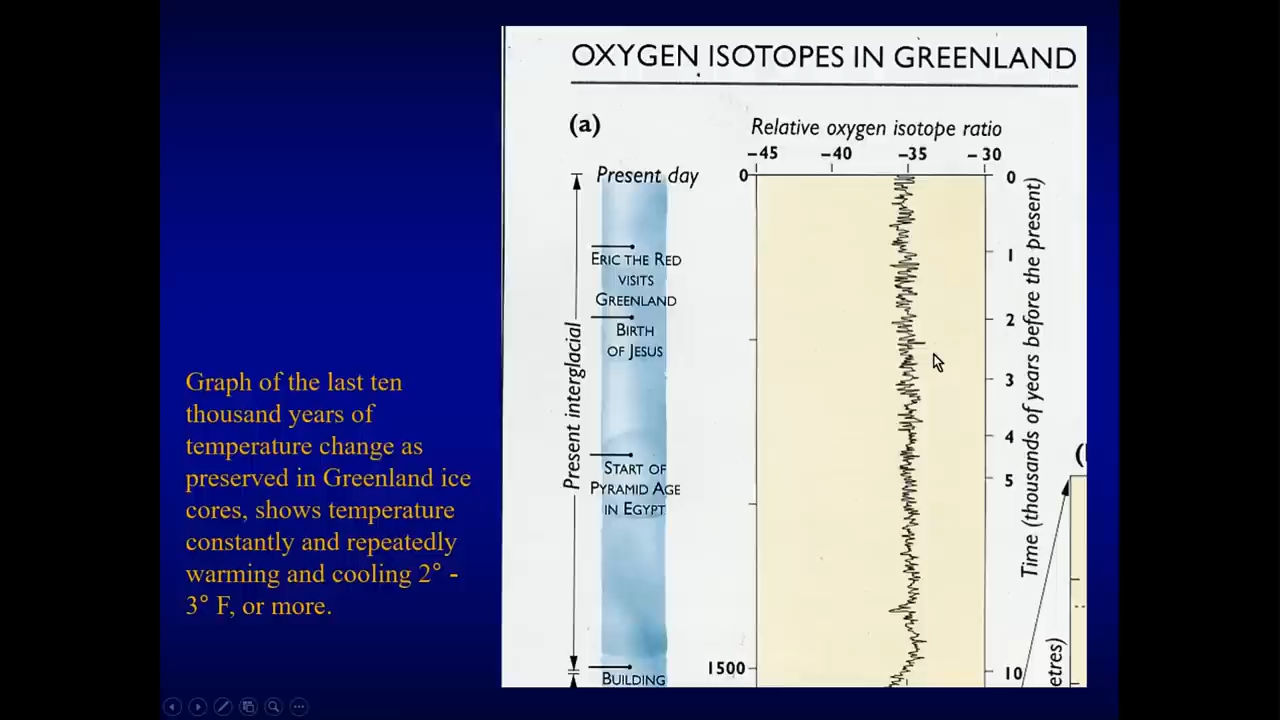 OXYGEN ISOTOPES IN GREENLAND
(a)
Relative oxygen isotope ratio
–45 –40 –35 –30
Present day
0
0
ERIC THE RED
VISITS
GREENLAND
1
BIRTH
OF JESUS
2
3
4
START OF
PYRAMID AGE
IN EGYPT
5
Present interglacial
Time (thousands of years before the present)
1500
10
BUILDING
(
etres)
Graph of the last ten
thousand years of
temperature change as
preserved in Greenland ice
cores, shows temperature
constantly and repeatedly
warming and cooling 2° -
3° F, or more.